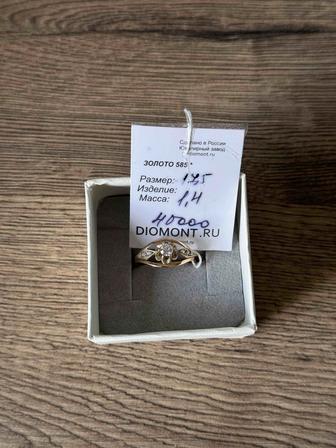 Сделано в России
Ювелирный завод
diomont.ru
ЗОЛОТО 585*
Размер: 17,5
Изделие:
Масса: 1,4
40000
DIOMONT.RU